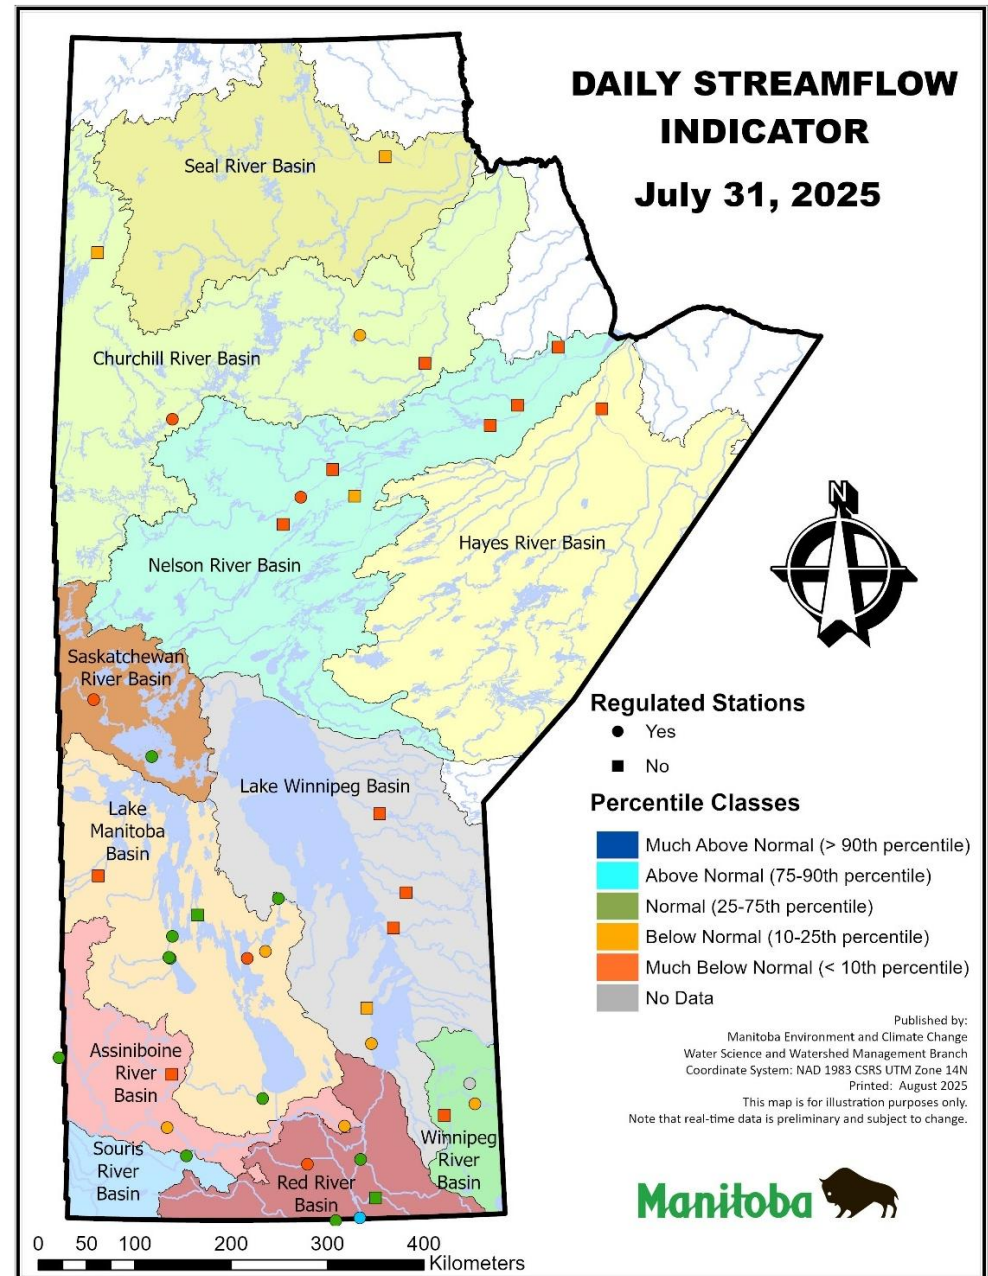 DAILY STREAMFLOW
INDICATOR
July 31, 2025
Seal River Basin
Churchill River Basin
Hayes River Basin
Nelson River Basin
Saskatchewan
River Basin
Lake Winnipeg Basin
Lake
Manitoba
Basin
Assiniboine
River
Basin
Souris
River
Basin
Red River
Basin
Winnipeg
River
Basin
N
Regulated Stations
Yes
No
Percentile Classes
Much Above Normal (> 90th percentile)
Above Normal (75-90th percentile)
Normal (25-75th percentile)
Below Normal (10-25th percentile)
Much Below Normal (< 10th percentile)
No Data
Published by:
Manitoba Environment and Climate Change
Water Science and Watershed Management Branch
Coordinate System: NAD 1983 CSRS UTM Zone 14N
Printed: August 2025
This map is for illustration purposes only.
Note that real-time data is preliminary and subject to change.
Manitoba
0 50 100 200 300 400
Kilometers